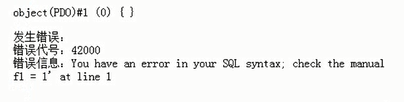 object(PDO)#1 (0) { }
发生错误：
错误代号：42000
错误信息：You have an error in your SQL syntax; check the manual
f1 = 1' at line 1